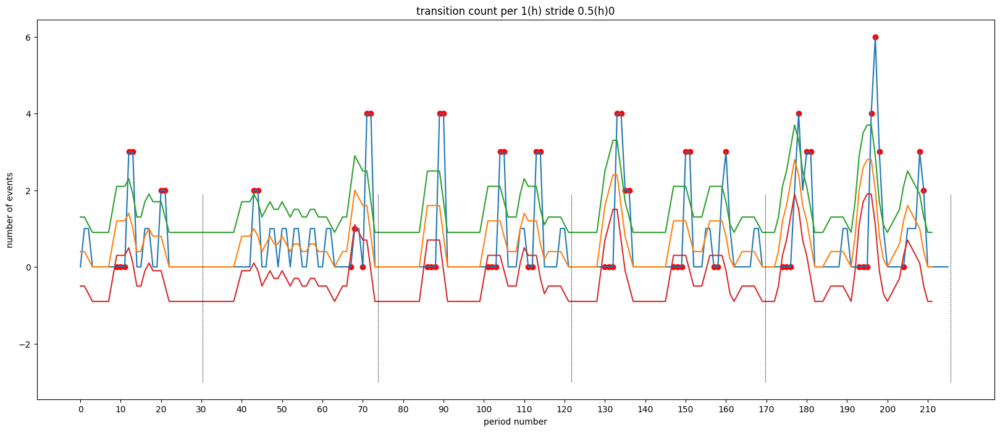 transition count per 1(h) stride 0.5(h)0
number of events
6
4
2
0
−2
0 10 20 30 40 50 60 70 80 90 100 110 120 130 140 150 160 170 180 190 200 210
period number